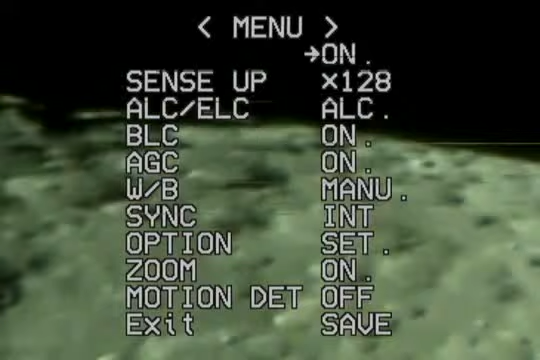 < MENU >
→ON.
SENSE UP ×128
ALC/ELC ALC.
BLC ON.
AGC ON.
W/B MANU.
SYNC INT
OPTION SET.
ZOOM ON.
MOTION DET OFF
Exit SAVE